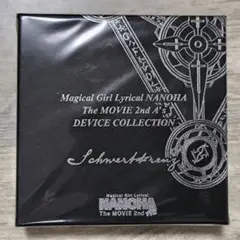 Magical Girl Lyrical NANOHA
The MOVIE 2nd A's
DEVICE COLLECTION
Schwertkreuz
Magical Girl Lyrical
NANOHA
The MOVIE 2nd A's